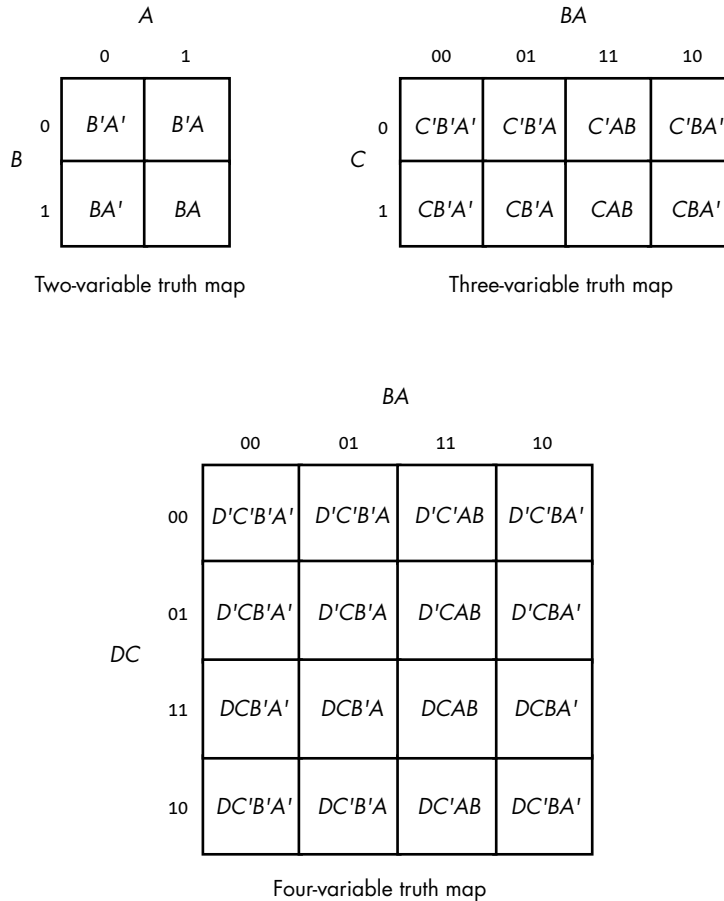 A
0 1
0 B'A' B'A
B
1 BA' BA
Two-variable truth map
BA
00 01 11 10
0 C'B'A' C'B'A C'AB C'BA'
C
1 CB'A' CB'A CAB CBA'
Three-variable truth map
BA
00 01 11 10
00 D'C'B'A' D'C'B'A D'C'AB D'C'BA'
01 D'CB'A' D'CB'A D'CAB D'CBA'
DC
11 DCB'A' DCB'A DCAB DCBA'
10 DC'B'A' DC'B'A DC'AB DC'BA'
Four-variable truth map